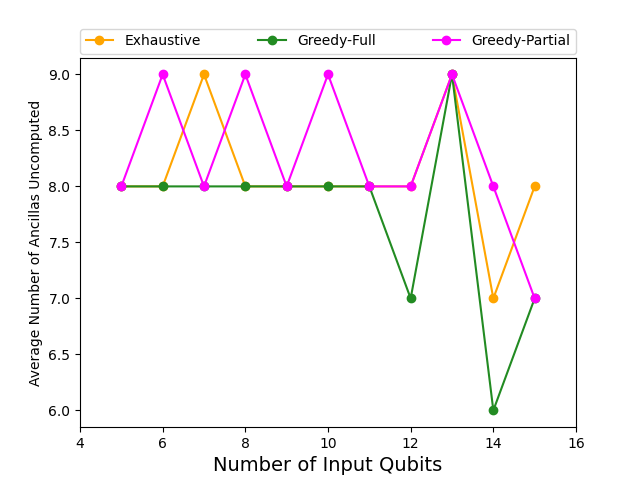 Exhaustive Greedy-Full Greedy-Partial
9.0
8.5
8.0
7.5
7.0
6.5
6.0
Average Number of Ancillas Uncomputed
4 6 8 10 12 14 16
Number of Input Qubits